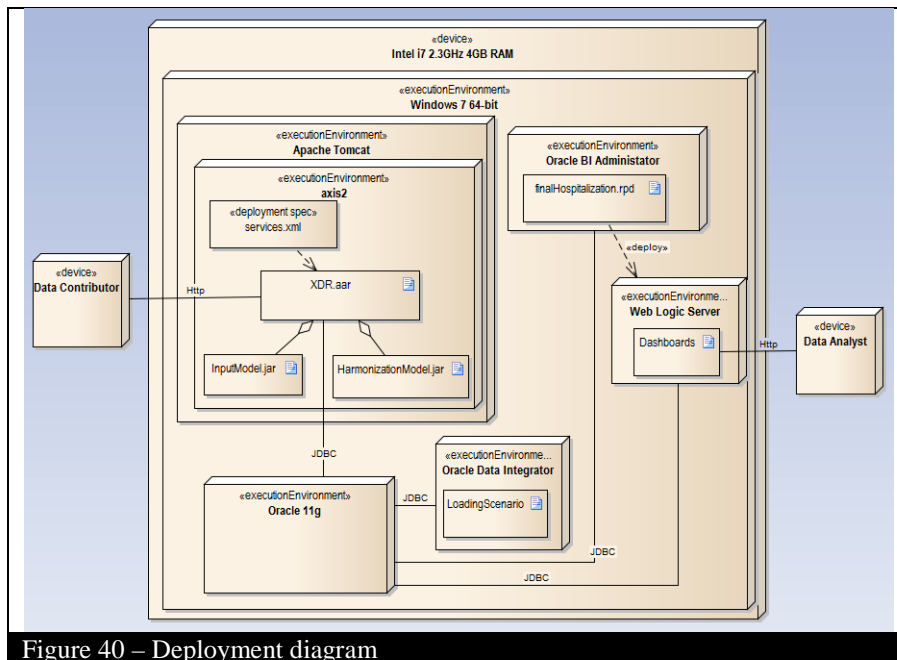 «device»
Intel i7 2.3GHz 4GB RAM
«executionEnvironment»
Windows 7 64-bit
«executionEnvironment»
Apache Tomcat
«executionEnvironment»
axis2
«deployment spec»
services.xml
XDR.aar
InputModel.jar
HarmonizationModel.jar
«executionEnvironment»
Oracle BI Administator
finalHospitalization.rpd
«deploy»
«executionEnvironme...
Web Logic Server
Dashboards
«device»
Data Contributor
Http
«device»
Data Analyst
Http
JDBC
«executionEnvironment»
Oracle 11g
JDBC
«executionEnvironme...
Oracle Data Integrator
LoadingScenario
JDBC
JDBC
Figure 40 – Deployment diagram